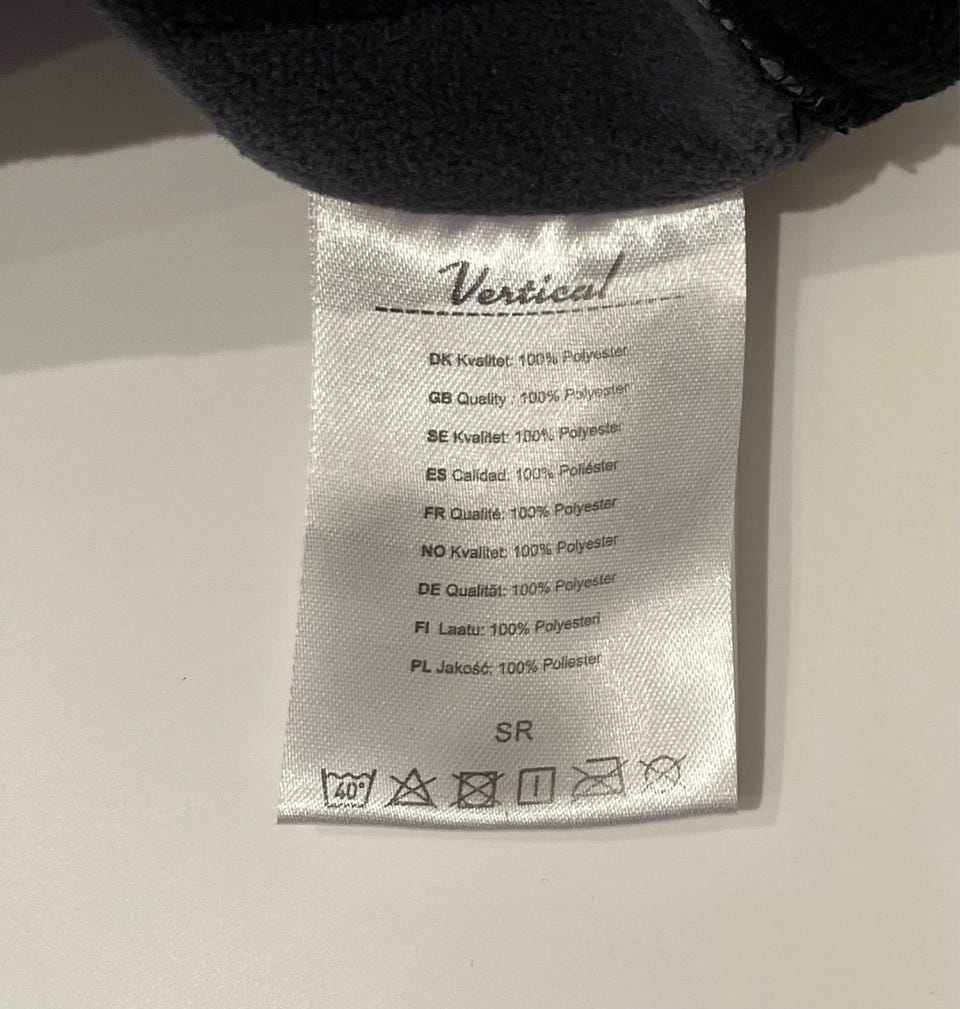 Vertical
DK Kvalitet: 100% Polyester
GB Quality : 100% Polyester
SE Kvalitet: 100% Polyester
ES Calidad: 100% Poliéster
FR Qualité: 100% Polyester
NO Kvalitet: 100% Polyester
DE Qualität: 100% Polyester
FI Laatu: 100% Polyesteri
PL Jakość: 100% Poliester
SR
40°